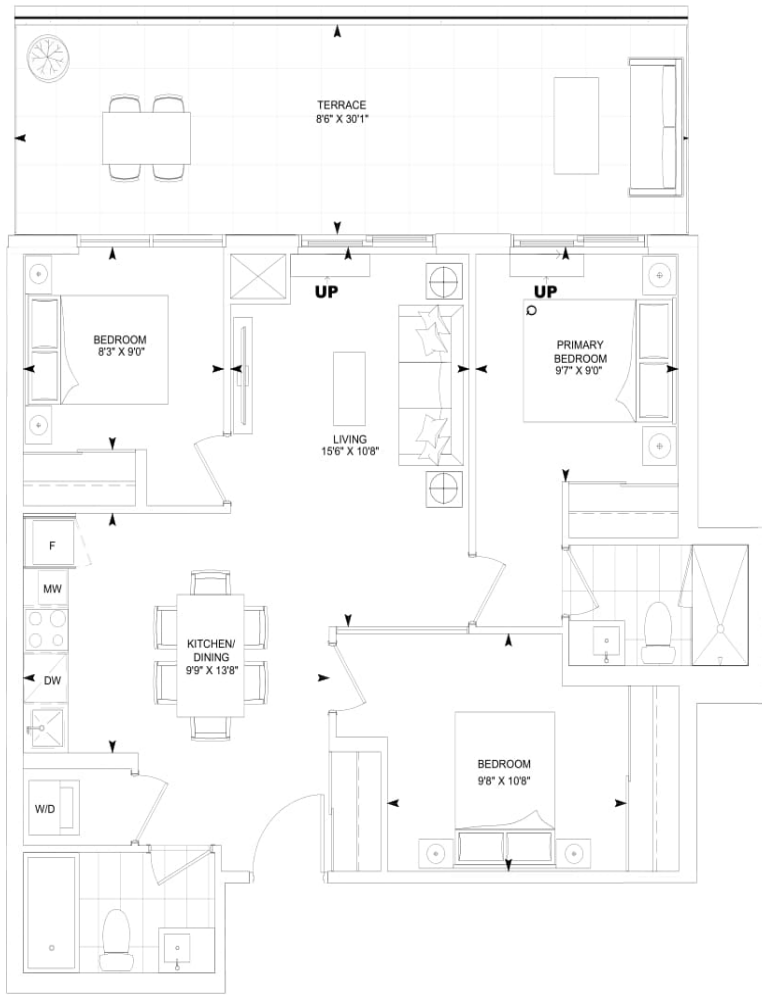 TERRACE
8'6" X 30'1"
UP
UP
BEDROOM
8'3" X 9'0"
PRIMARY
BEDROOM
9'7" X 9'0"
LIVING
15'6" X 10'8"
F
MW
KITCHEN/
DINING
9'9" X 13'8"
DW
BEDROOM
9'8" X 10'8"
W/D